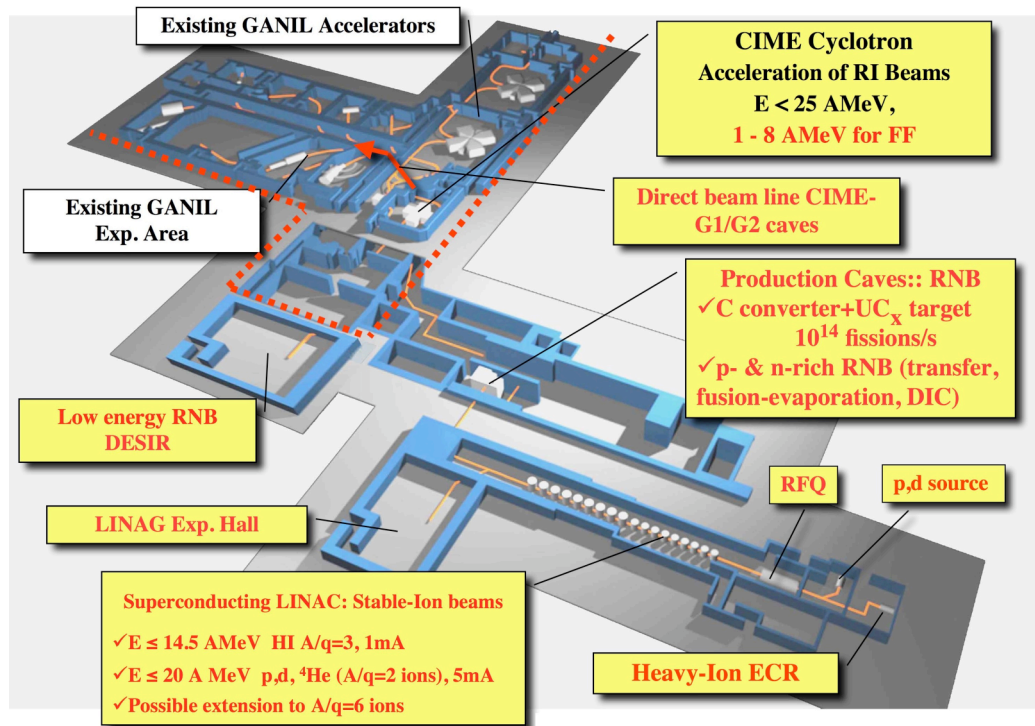 Existing GANIL Accelerators
CIME Cyclotron
Acceleration of RI Beams
E < 25 AMeV,
1 - 8 AMeV for FF
Direct beam line CIME-
G1/G2 caves
Existing GANIL
Exp. Area
Production Caves:: RNB
✓C converter+UCₓ target
10¹⁴ fissions/s
✓p- & n-rich RNB (transfer,
fusion-evaporation, DIC)
Low energy RNB
DESIR
RFQ
p,d source
LINAG Exp. Hall
Superconducting LINAC: Stable-Ion beams
✓E ≤ 14.5 AMeV HI A/q=3, 1mA
✓E ≤ 20 A MeV p,d, ⁴He (A/q=2 ions), 5mA
✓Possible extension to A/q=6 ions
Heavy-Ion ECR